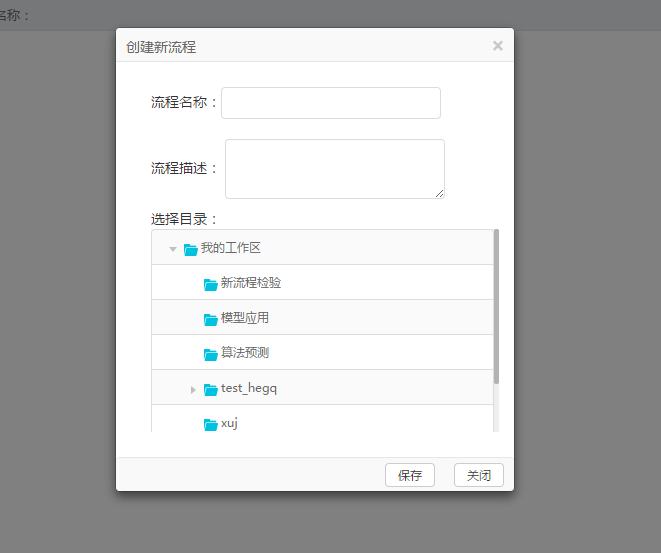 名称：
创建新流程
×
流程名称：
流程描述：
选择目录：
我的工作区
新流程检验
模型应用
算法预测
test_hegq
xuj
保存 关闭